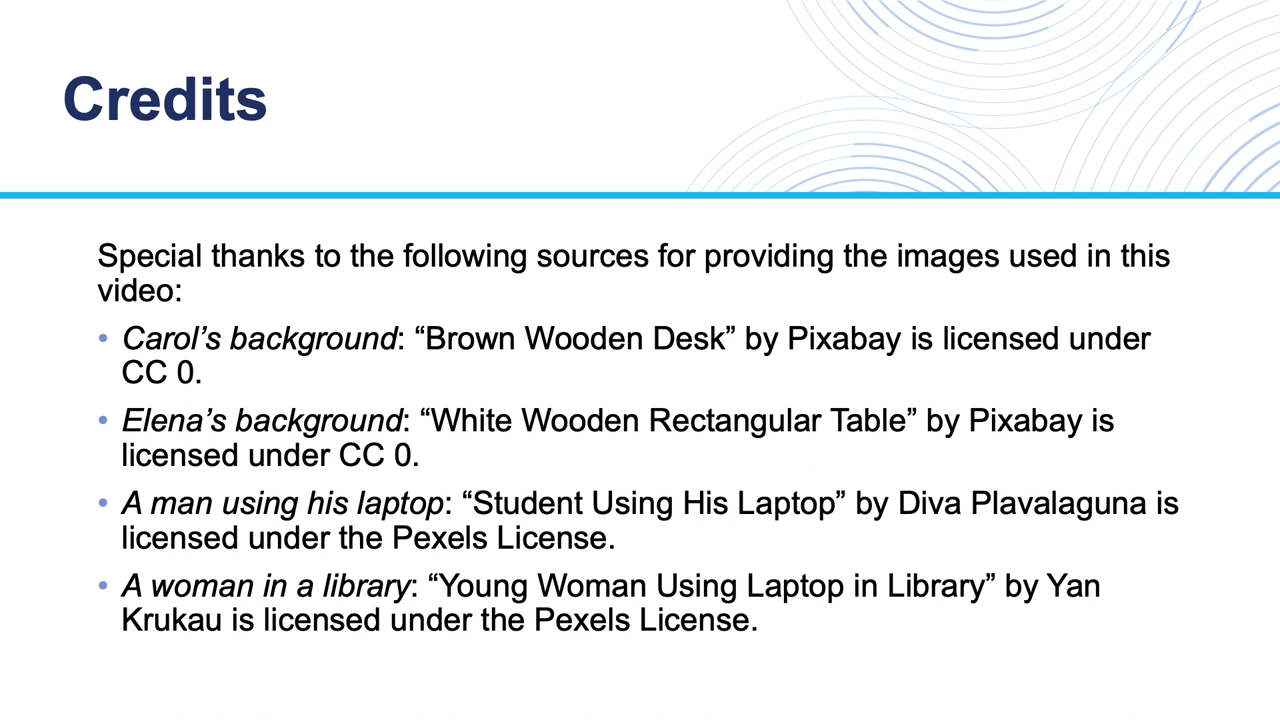 Credits
Special thanks to the following sources for providing the images used in this
video:
• Carol’s background: “Brown Wooden Desk” by Pixabay is licensed under
CC 0.
• Elena’s background: “White Wooden Rectangular Table” by Pixabay is
licensed under CC 0.
• A man using his laptop: “Student Using His Laptop” by Diva Plavalaguna is
licensed under the Pexels License.
• A woman in a library: “Young Woman Using Laptop in Library” by Yan
Krukau is licensed under the Pexels License.